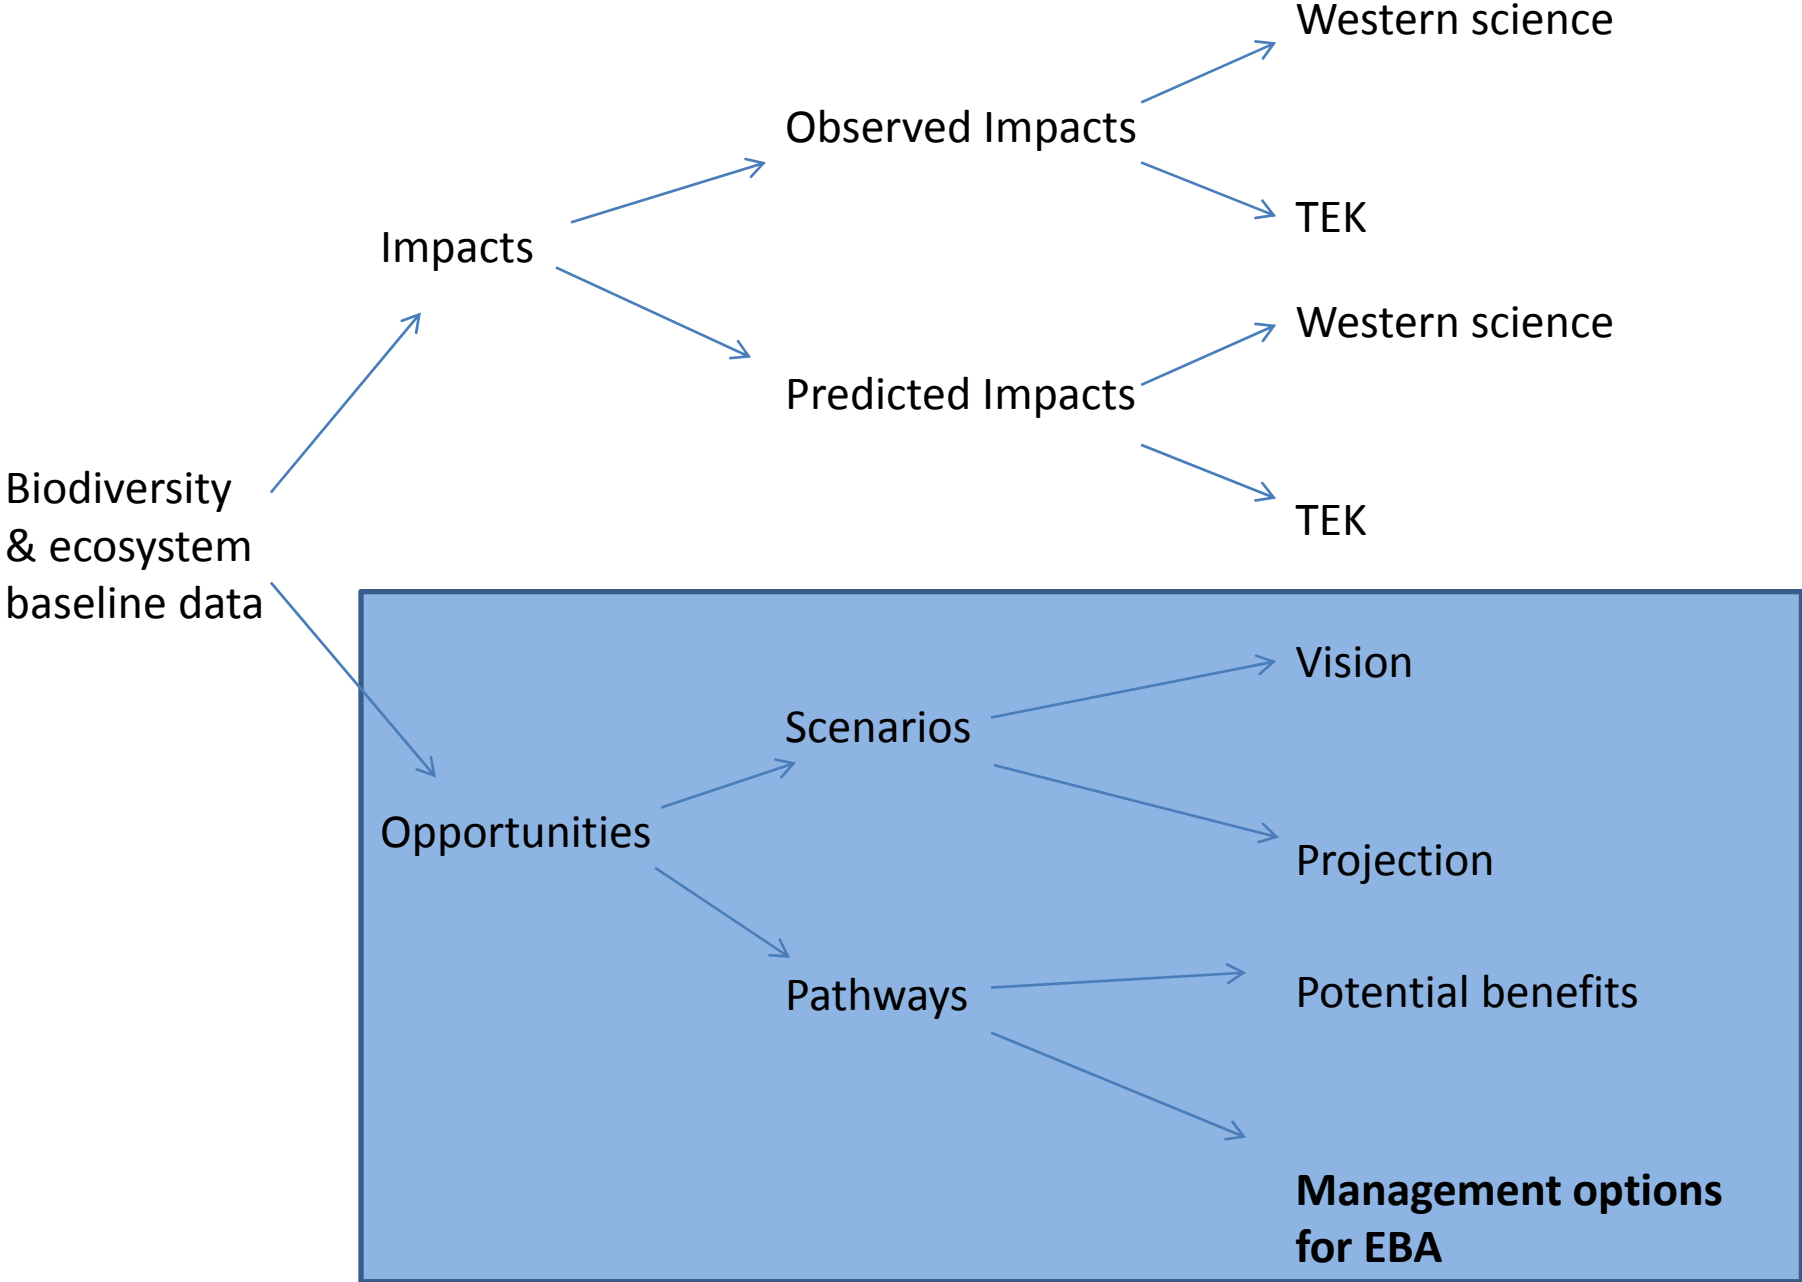 Western science
Observed Impacts
TEK
Impacts
Western science
Predicted Impacts
TEK
Biodiversity
& ecosystem
baseline data
Vision
Scenarios
Opportunities
Projection
Pathways
Potential benefits
Management options
for EBA